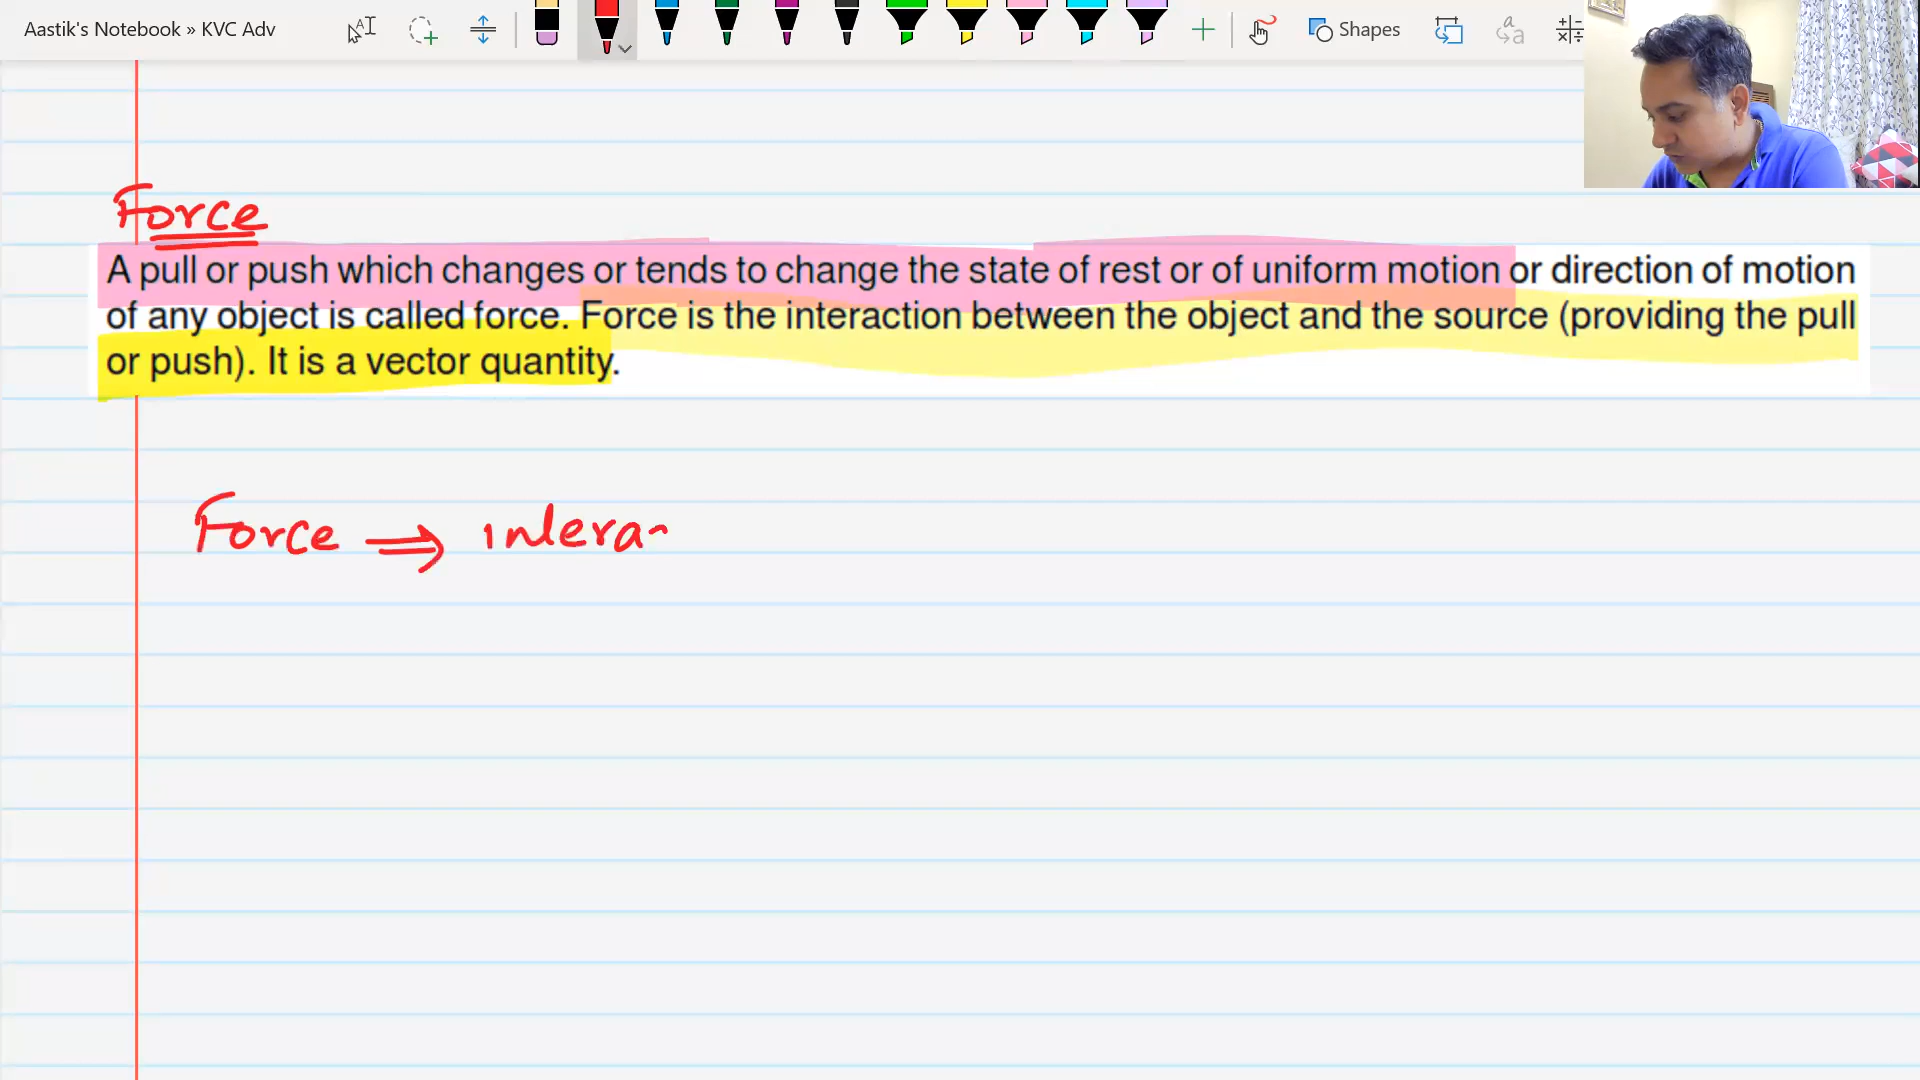 Aastik's Notebook » KVC Adv
Shapes
Force
A pull or push which changes or tends to change the state of rest or of uniform motion or direction of motion
of any object is called force. Force is the interaction between the object and the source (providing the pull
or push). It is a vector quantity.
Force ⇒ intera